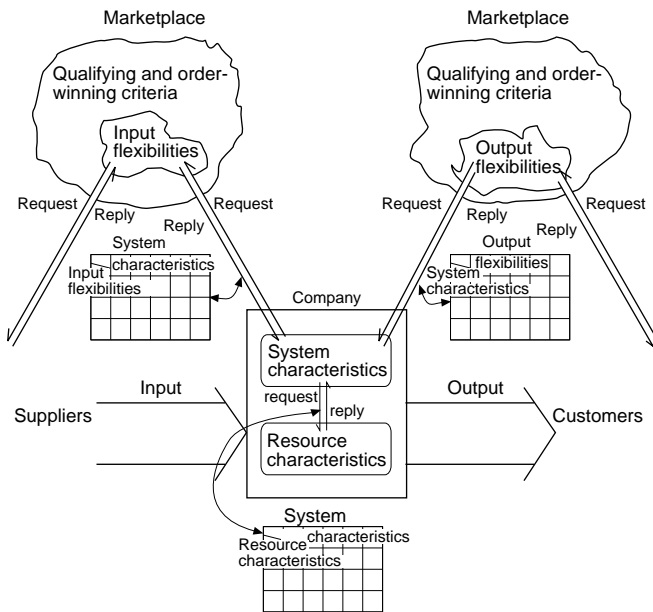 Marketplace
Marketplace
Qualifying and order-
winning criteria
Qualifying and order-
winning criteria
Input
flexibilities
Output
flexibilities
Request
Reply
Reply
Request
Request
Reply
Reply
Request
System
characteristics
Input
flexibilities
Output
flexibilities
System
characteristics
Company
System
characteristics
request
reply
Resource
characteristics
Suppliers
Input
Output
Customers
System
characteristics
Resource
characteristics